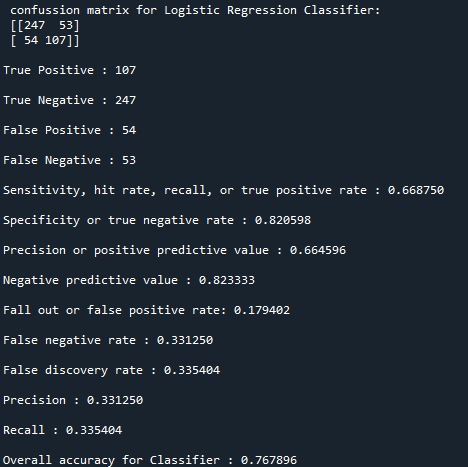 confussion matrix for Logistic Regression Classifier:
[[247  53]
[ 54 107]]
True Positive : 107
True Negative : 247
False Positive : 54
False Negative : 53
Sensitivity, hit rate, recall, or true positive rate : 0.668750
Specificity or true negative rate : 0.820598
Precision or positive predictive value : 0.664596
Negative predictive value : 0.823333
Fall out or false positive rate: 0.179402
False negative rate : 0.331250
False discovery rate : 0.335404
Precision : 0.331250
Recall : 0.335404
Overall accuracy for Classifier : 0.767896